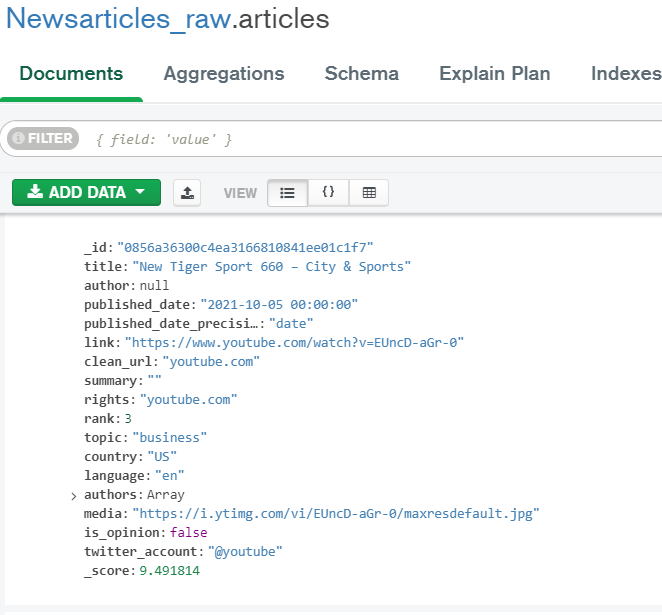 Newsarticles_raw.articles
Documents Aggregations Schema Explain Plan Indexes
FILTER { field: 'value' }
ADD DATA VIEW {}
_id: "0856a36300c4ea3166810841ee01c1f7"
title: "New Tiger Sport 660 – City & Sports"
author: null
published_date: "2021-10-05 00:00:00"
published_date_precisi…: "date"
link: "https://www.youtube.com/watch?v=EUncD-aGr-0"
clean_url: "youtube.com"
summary: ""
rights: "youtube.com"
rank: 3
topic: "business"
country: "US"
language: "en"
authors: Array
media: "https://i.ytimg.com/vi/EUncD-aGr-0/maxresdefault.jpg"
is_opinion: false
twitter_account: "@youtube"
_score: 9.491814